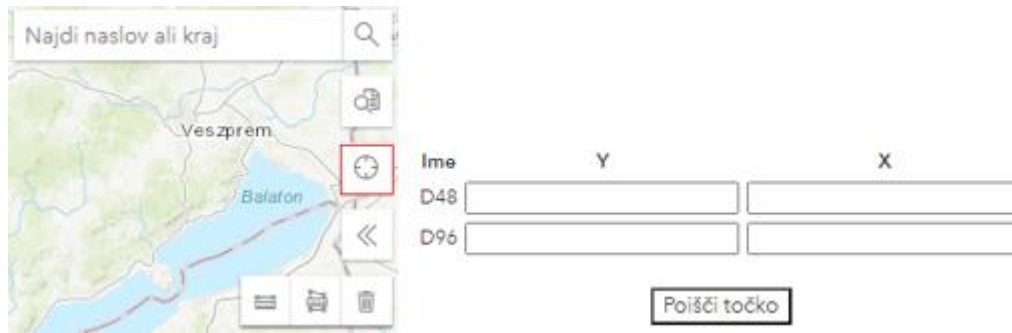 Najdi naslov ali kraj
Veszprem
Balaton
Ime Y X
D48
D96
Poišči točko